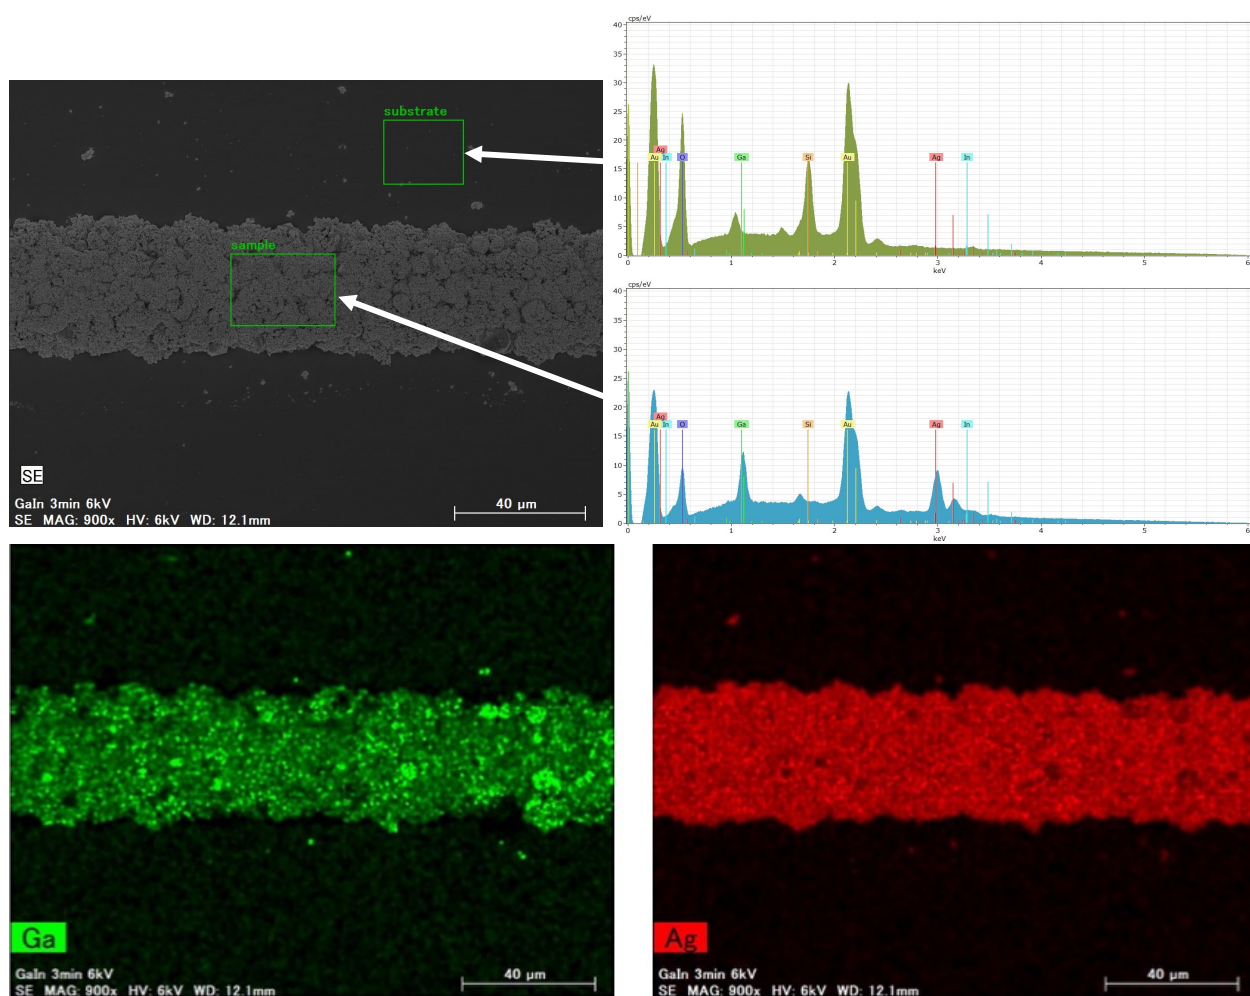 cps/eV
40
35
30
25
20
15
10
5
0
Ag
Au In O Ga Si Au Ag In
0 1 2 3 4 5 6
keV
substrate
sample
SE
GaIn 3min 6kV
SE MAG: 900x HV: 6kV WD: 12.1mm
40 µm
cps/eV
40
35
30
25
20
15
10
5
0
Ag
Au In O Ga Si Au Ag In
0 1 2 3 4 5 6
keV
Ga
GaIn 3min 6kV
SE MAG: 900x HV: 6kV WD: 12.1mm
40 µm
Ag
GaIn 3min 6kV
SE MAG: 900x HV: 6kV WD: 12.1mm
40 µm